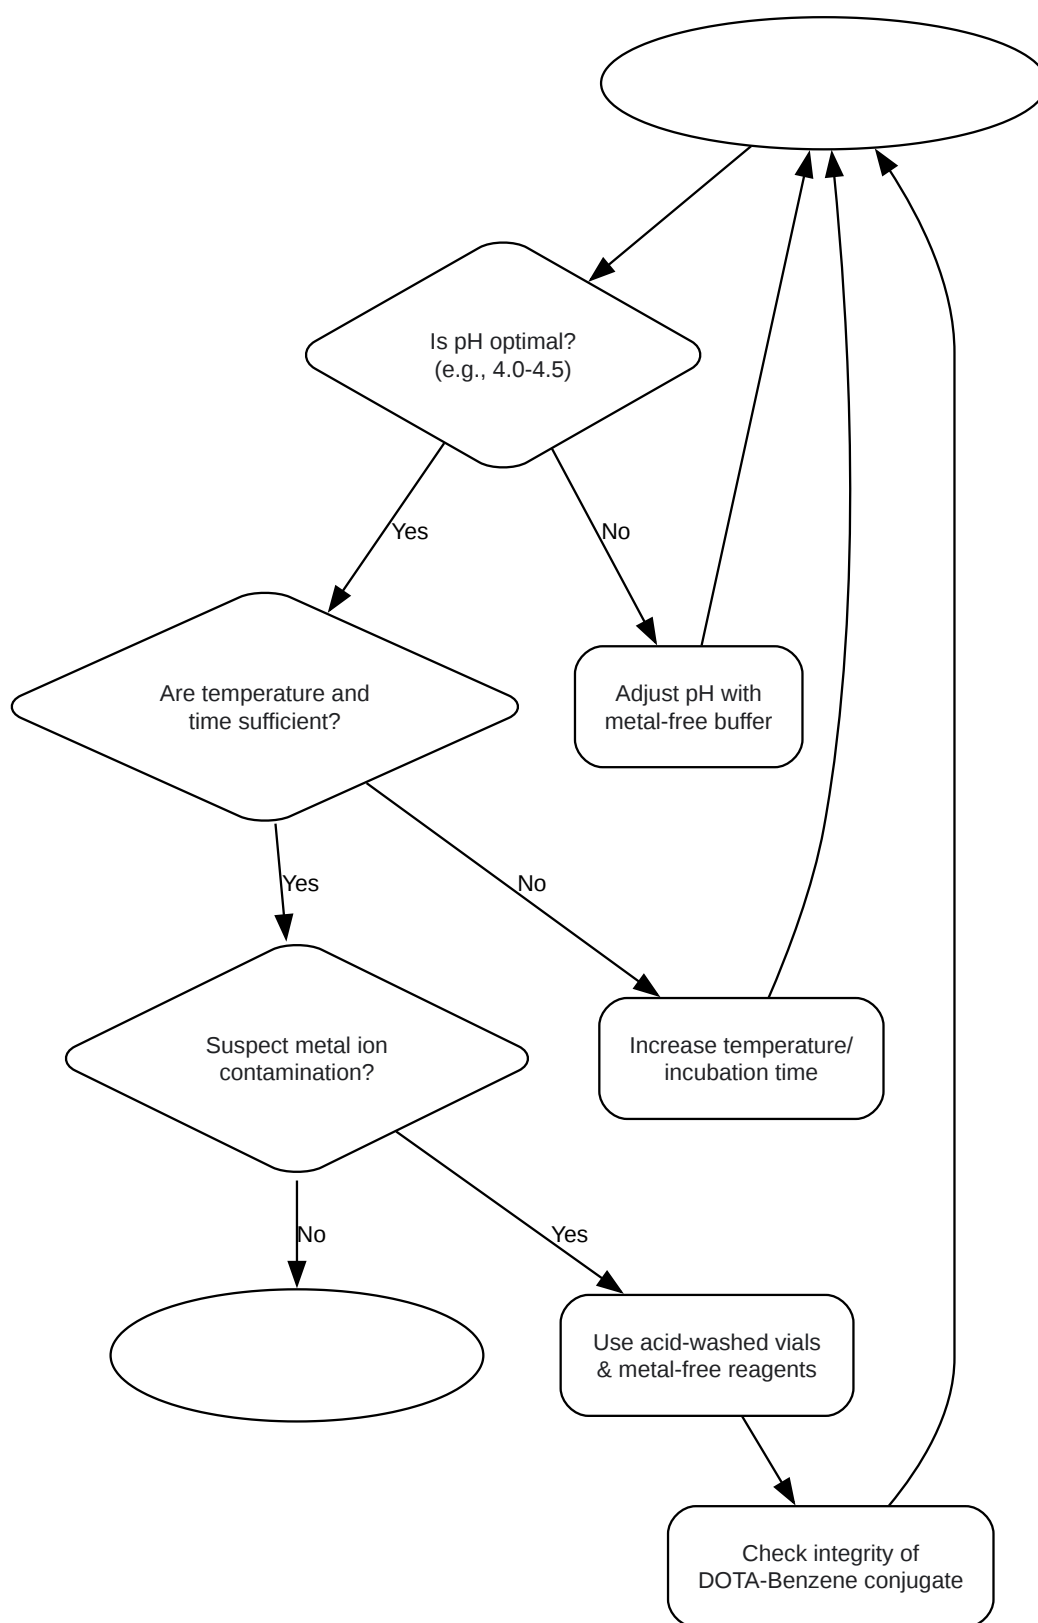 Is pH optimal?
(e.g., 4.0-4.5)
Yes
No
Are temperature and
time sufficient?
Adjust pH with
metal-free buffer
Yes
No
Suspect metal ion
contamination?
Increase temperature/
incubation time
No
Yes
Use acid-washed vials
& metal-free reagents
Check integrity of
DOTA-Benzene conjugate